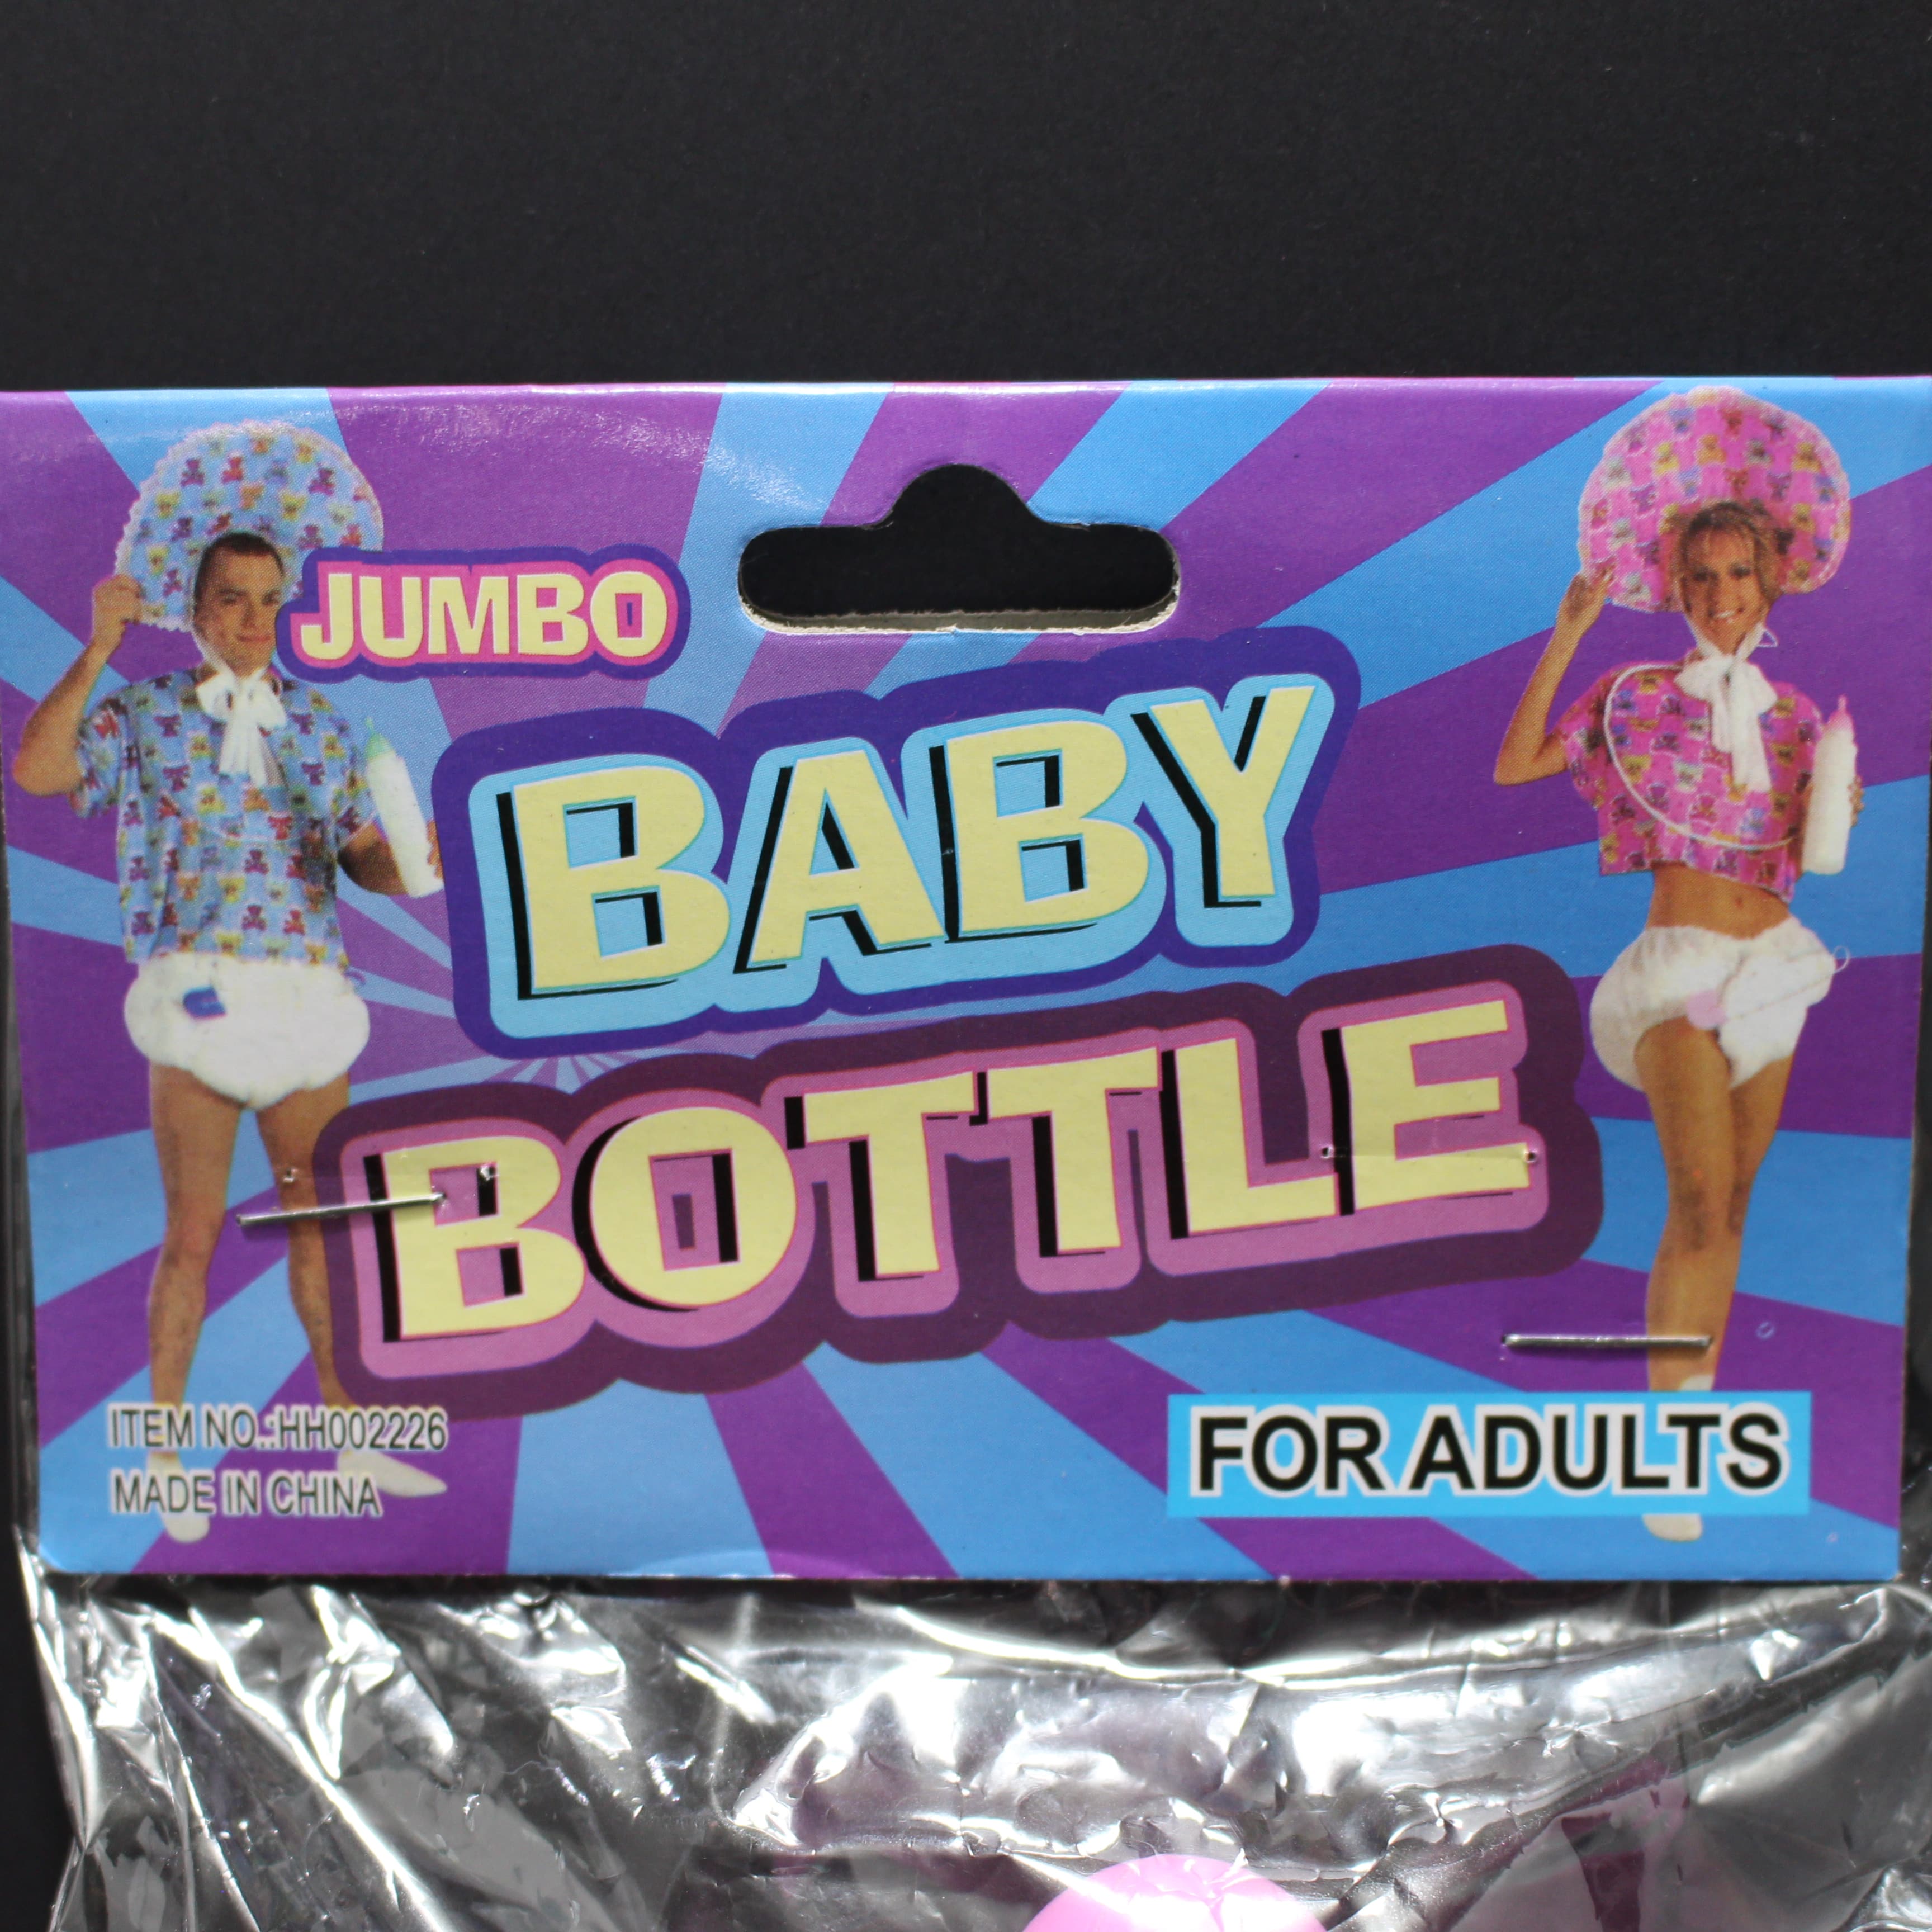 JUMBO
BABY
BOTTLE
ITEM NO.:HH002226
MADE IN CHINA
FOR ADULTS